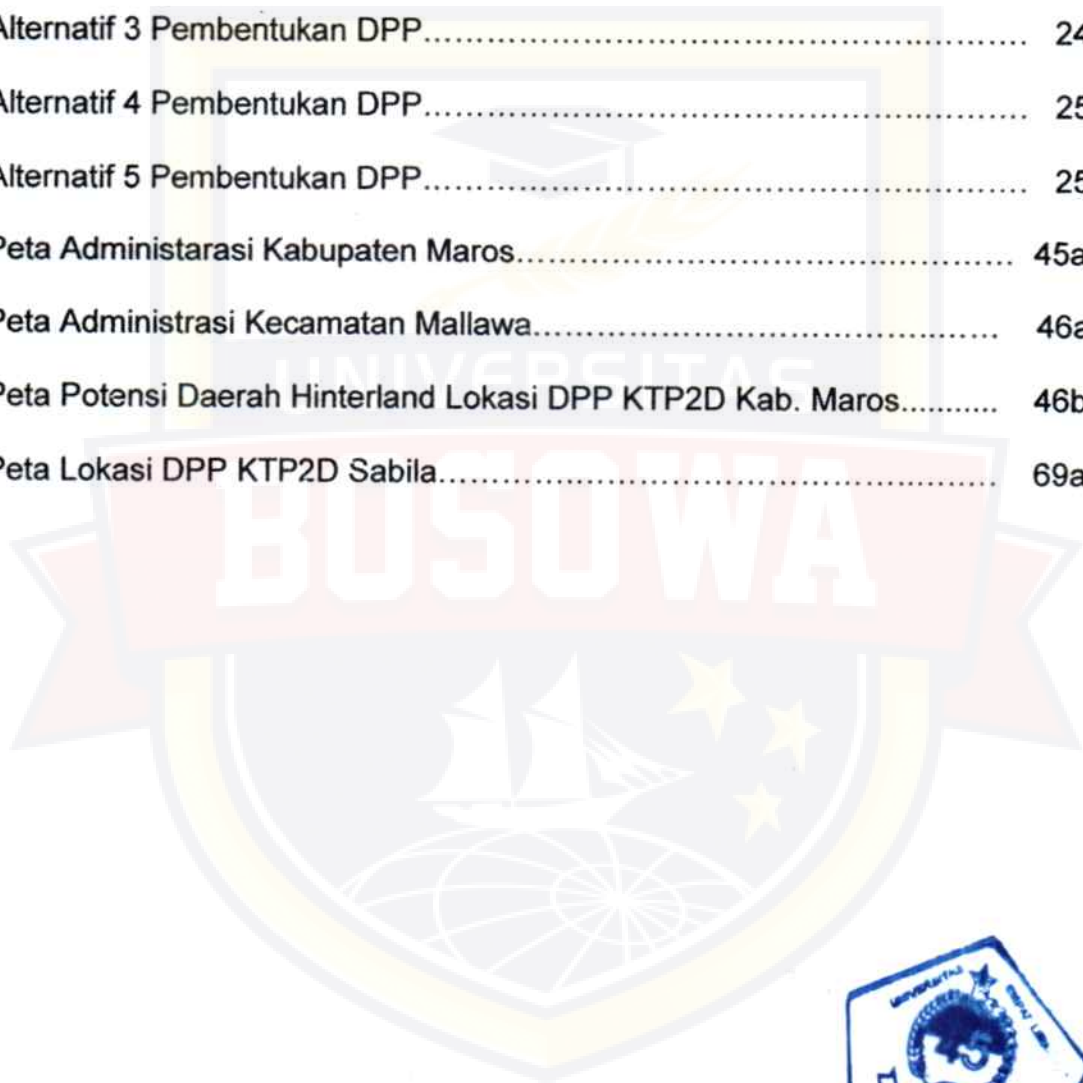 Alternatif 3 Pembentukan DPP.................................................................... 24
Alternatif 4 Pembentukan DPP.................................................................... 25
Alternatif 5 Pembentukan DPP.................................................................... 25
Peta Administarasi Kabupaten Maros........................................................ 45a
Peta Administrasi Kecamatan Mallawa.................................................... 46a
Peta Potensi Daerah Hinterland Lokasi DPP KTP2D Kab. Maros........... 46b
Peta Lokasi DPP KTP2D Sabila............................................................... 69a
UNIVERSITAS
BOSOWA
UNIVERSITAS
45